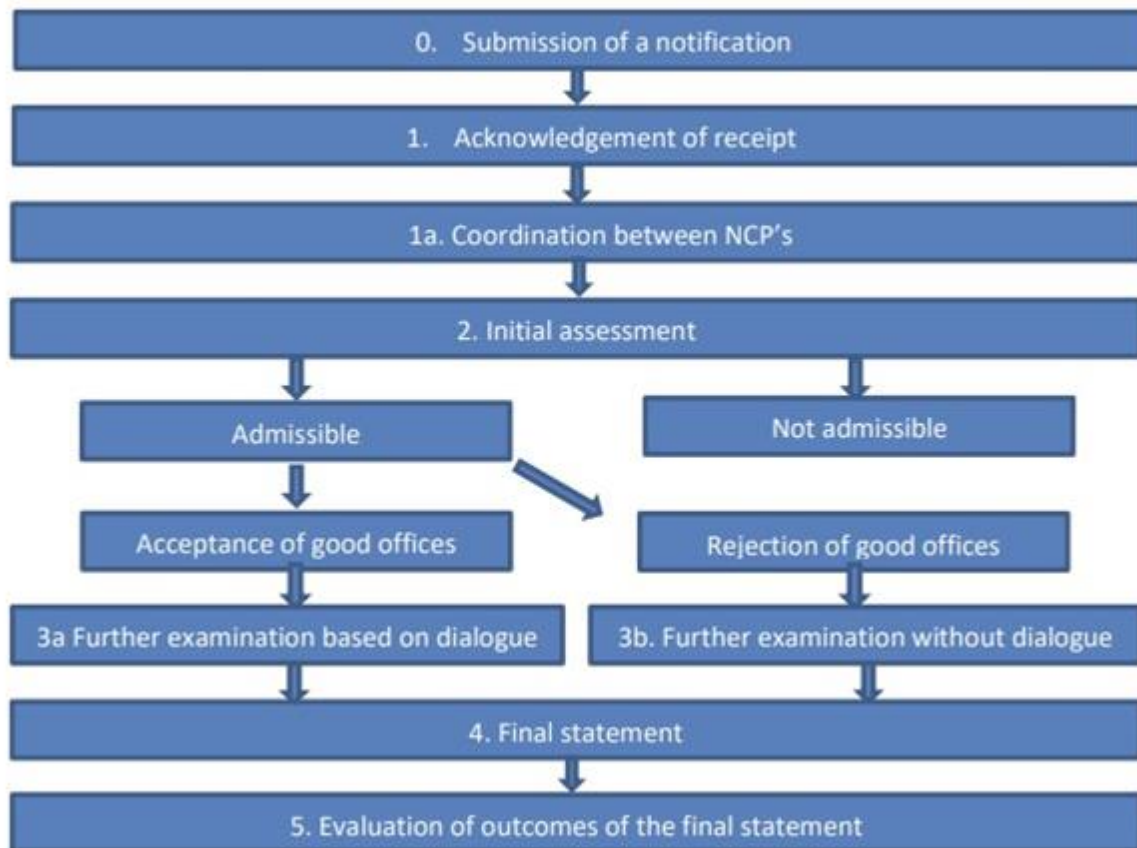 0. Submission of a notification
1. Acknowledgement of receipt
1a. Coordination between NCP's
2. Initial assessment
Admissible
Not admissible
Acceptance of good offices
Rejection of good offices
3a Further examination based on dialogue
3b. Further examination without dialogue
4. Final statement
5. Evaluation of outcomes of the final statement